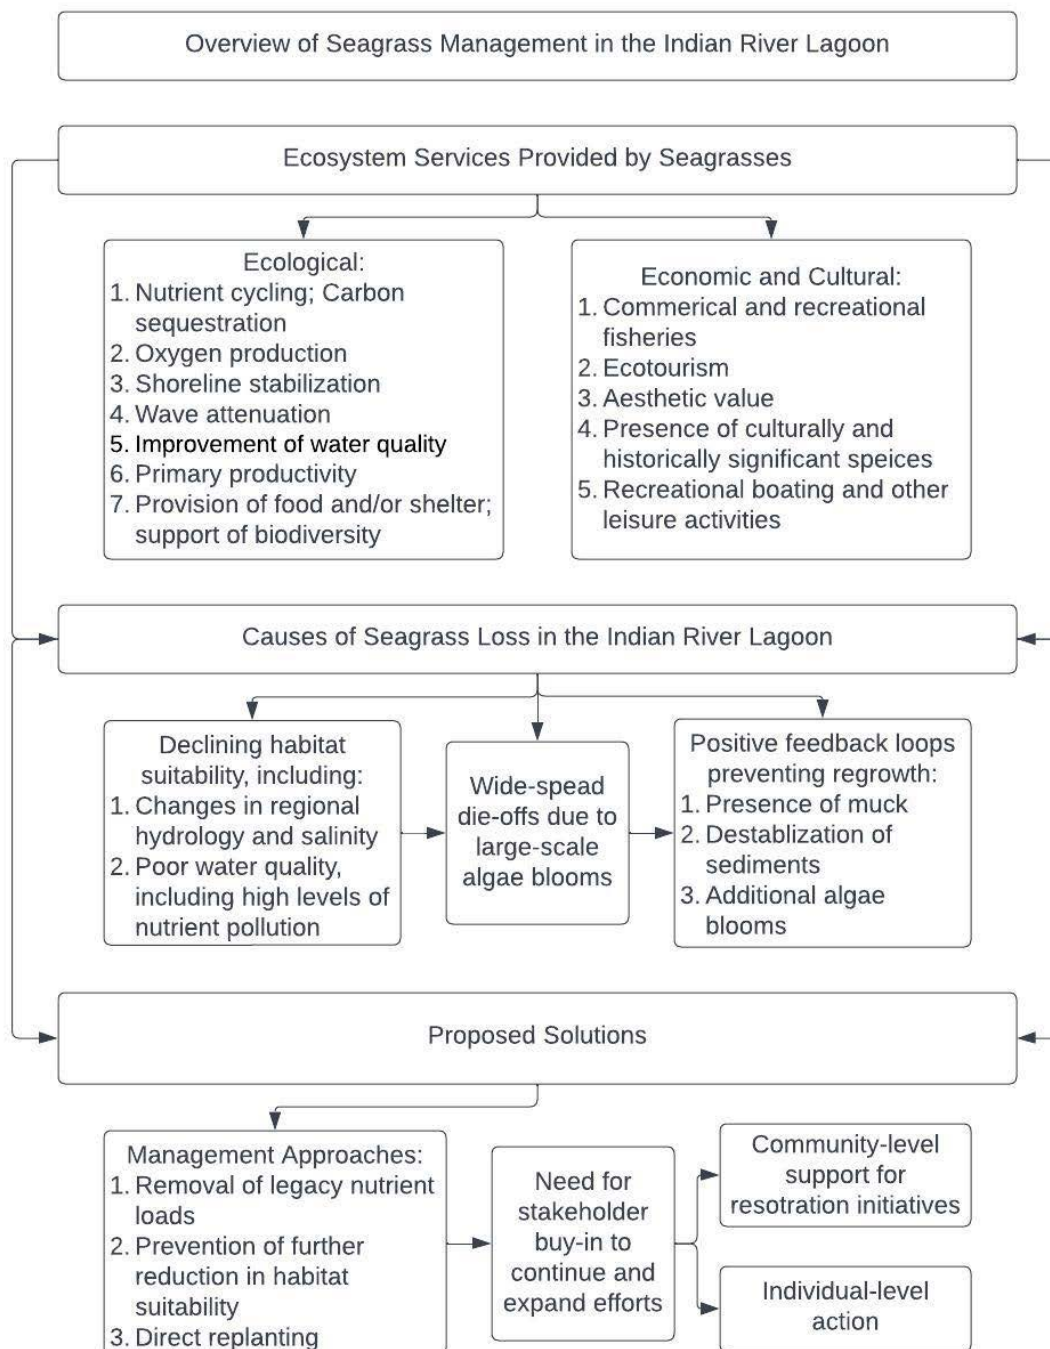 Overview of Seagrass Management in the Indian River Lagoon
Ecosystem Services Provided by Seagrasses
Ecological:
1. Nutrient cycling; Carbon
sequestration
2. Oxygen production
3. Shoreline stabilization
4. Wave attenuation
5. Improvement of water quality
6. Primary productivity
7. Provision of food and/or shelter;
support of biodiversity
Economic and Cultural:
1. Commerical and recreational
fisheries
2. Ecotourism
3. Aesthetic value
4. Presence of culturally and
historically significant speices
5. Recreational boating and other
leisure activities
Causes of Seagrass Loss in the Indian River Lagoon
Declining habitat
suitability, including:
1. Changes in regional
hydrology and salinity
2. Poor water quality,
including high levels of
nutrient pollution
Wide-spead
die-offs due to
large-scale
algae blooms
Positive feedback loops
preventing regrowth:
1. Presence of muck
2. Destablization of
sediments
3. Additional algae
blooms
Proposed Solutions
Management Approaches:
1. Removal of legacy nutrient
loads
2. Prevention of further
reduction in habitat
suitability
3. Direct replanting
Need for
stakeholder
buy-in to
continue and
expand efforts
Community-level
support for
resotration initiatives
Individual-level
action